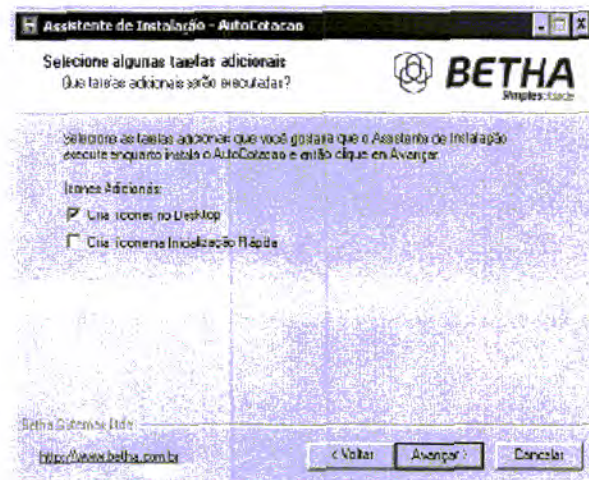 Assistente de Instalação - AutoCotacao
Selecione algumas tarefas adicionais
Que tarefas adicionais serão executadas?
BETHA
Simplescidade
Selecione as tarefas adicionais que você gostaria que o Assistente de Instalação
execute enquanto instala o AutoCotacao e então clique em Avançar.
Ícones Adicionais:
Criar ícones no Desktop
Criar ícone na Inicialização Rápida
Betha Sistemas Ltda
http://www.betha.com.br
< Voltar
Avançar >
Cancelar